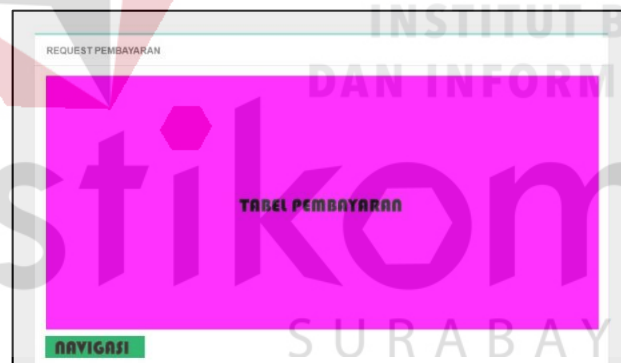 INSTITUT B
REQUEST PEMBAYARAN
DAN INFORM
stikom
TABEL PEMBAYARAN
NAVIGASI
SURABAY